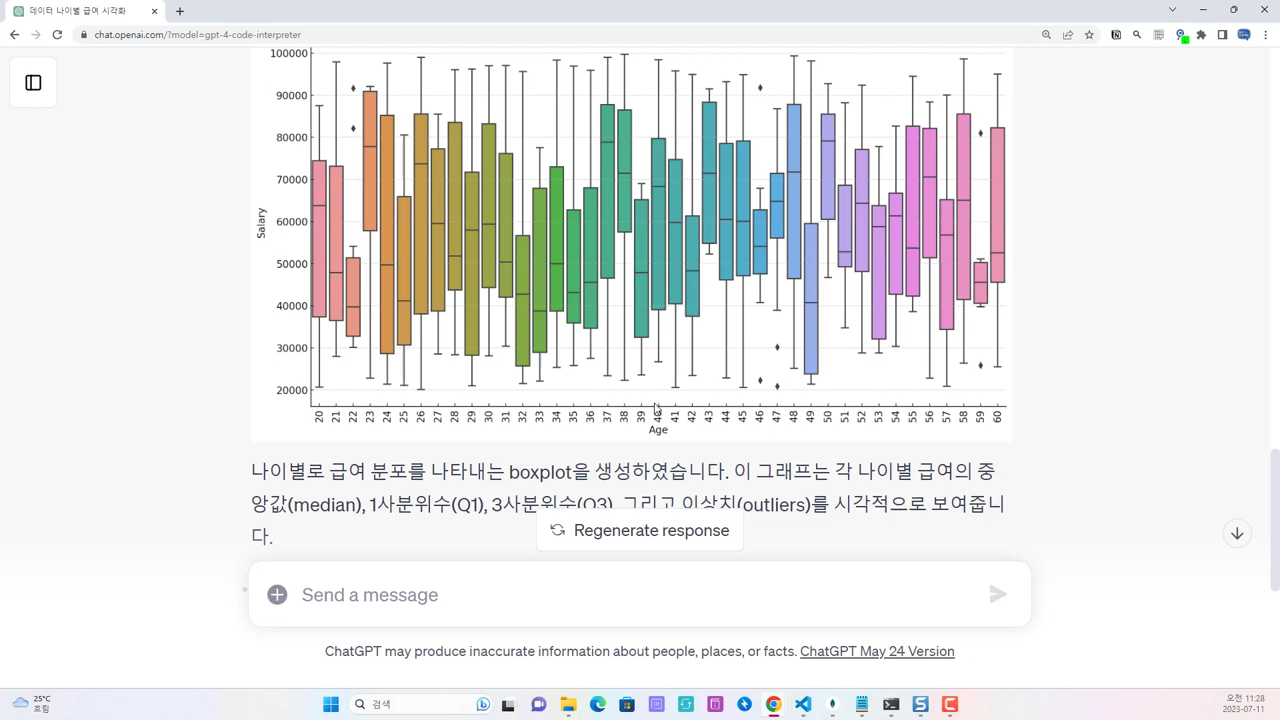 데이터 나이별 급여 시각화
chat.openai.com/?model=gpt-4-code-interpreter
100000
90000
80000
70000
60000
50000
40000
30000
20000
Salary
20 21 22 23 24 25 26 27 28 29 30 31 32 33 34 35 36 37 38 39 40 41 42 43 44 45 46 47 48 49 50 51 52 53 54 55 56 57 58 59 60
Age
나이별로 급여 분포를 나타내는 boxplot을 생성하였습니다. 이 그래프는 각 나이별 급여의 중
앙값(median), 1사분위수(Q1), 3사분위수(Q3), 그리고 이상치(outliers)를 시각적으로 보여줍니
다.
Regenerate response
Send a message
ChatGPT may produce inaccurate information about people, places, or facts. ChatGPT May 24 Version
25°C
흐림
검색
오전 11:28
2023-07-11